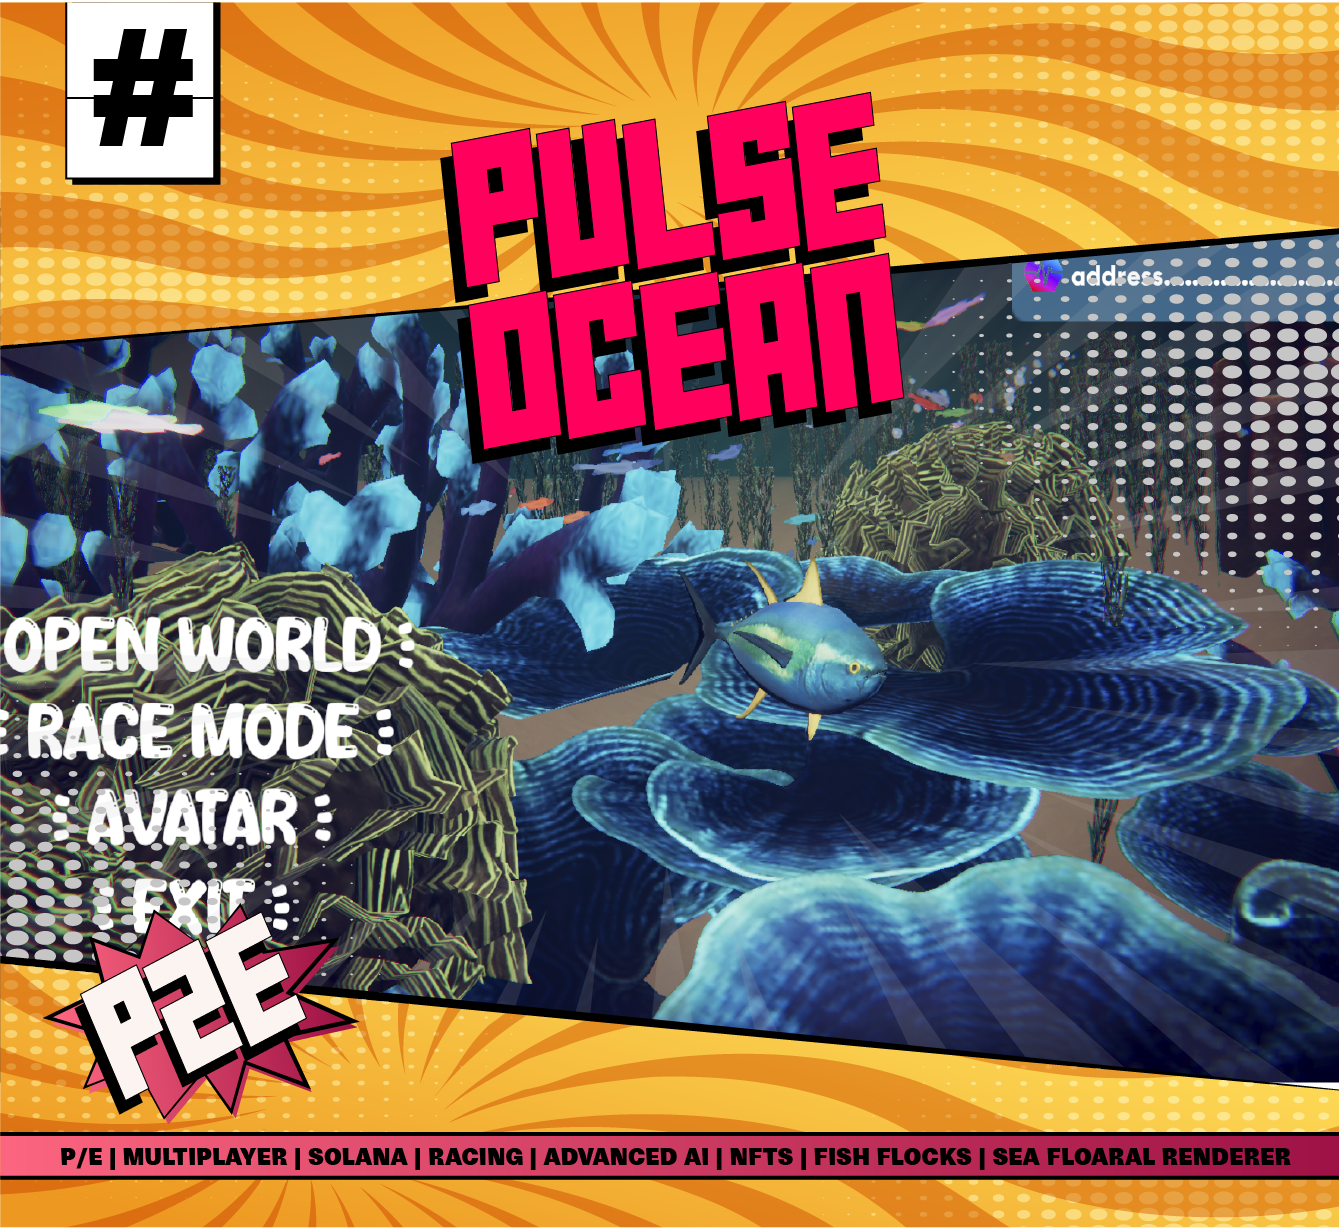 #
PULSE
OCEAN
address
OPEN WORLD
RACE MODE
AVATAR
EXIT
P2E
P/E | MULTIPLAYER | SOLANA | RACING | ADVANCED AI | NFTS | FISH FLOCKS | SEA FLOARAL RENDERER